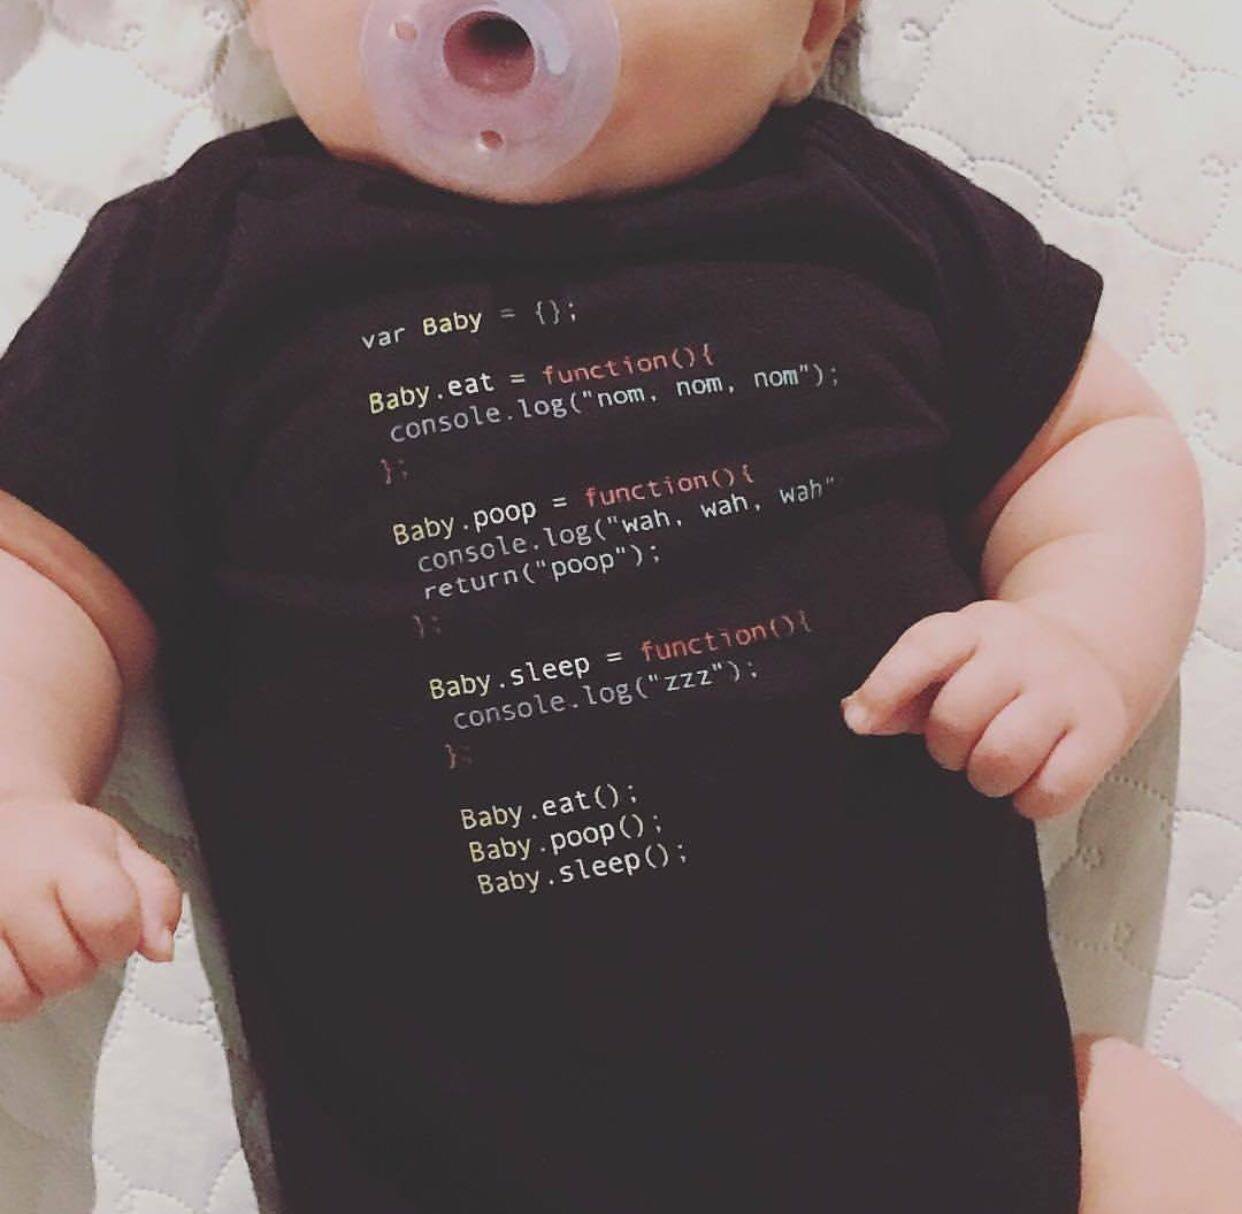 var Baby = {};
Baby.eat = function(){
console.log("nom, nom, nom");
};
Baby.poop = function(){
console.log("wah, wah, wah"
return("poop");
};
Baby.sleep = function(){
console.log("zzz");
};
Baby.eat();
Baby.poop();
Baby.sleep();